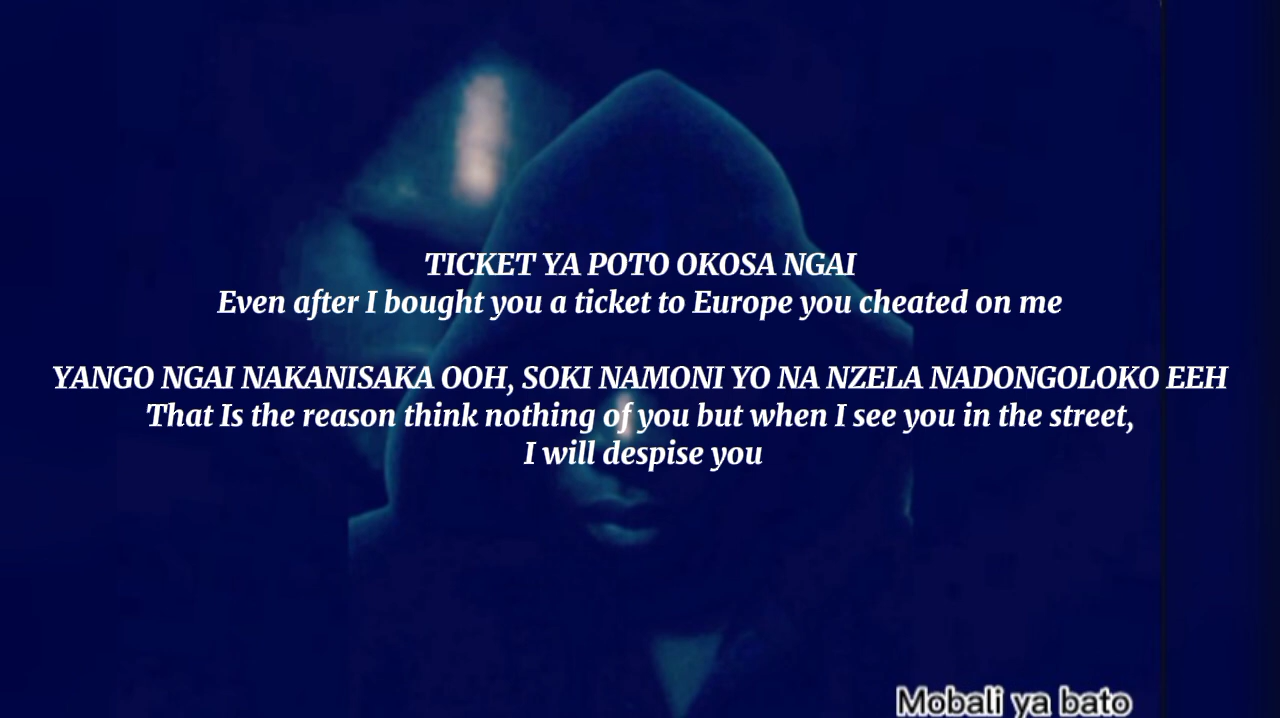 TICKET YA POTO OKOSA NGAI
Even after I bought you a ticket to Europe you cheated on me
YANGO NGAI NAKANISAKA OOH, SOKI NAMONI YO NA NZELA NADONGOLOKO EEH
That Is the reason think nothing of you but when I see you in the street,
I will despise you
Mobali ya bato